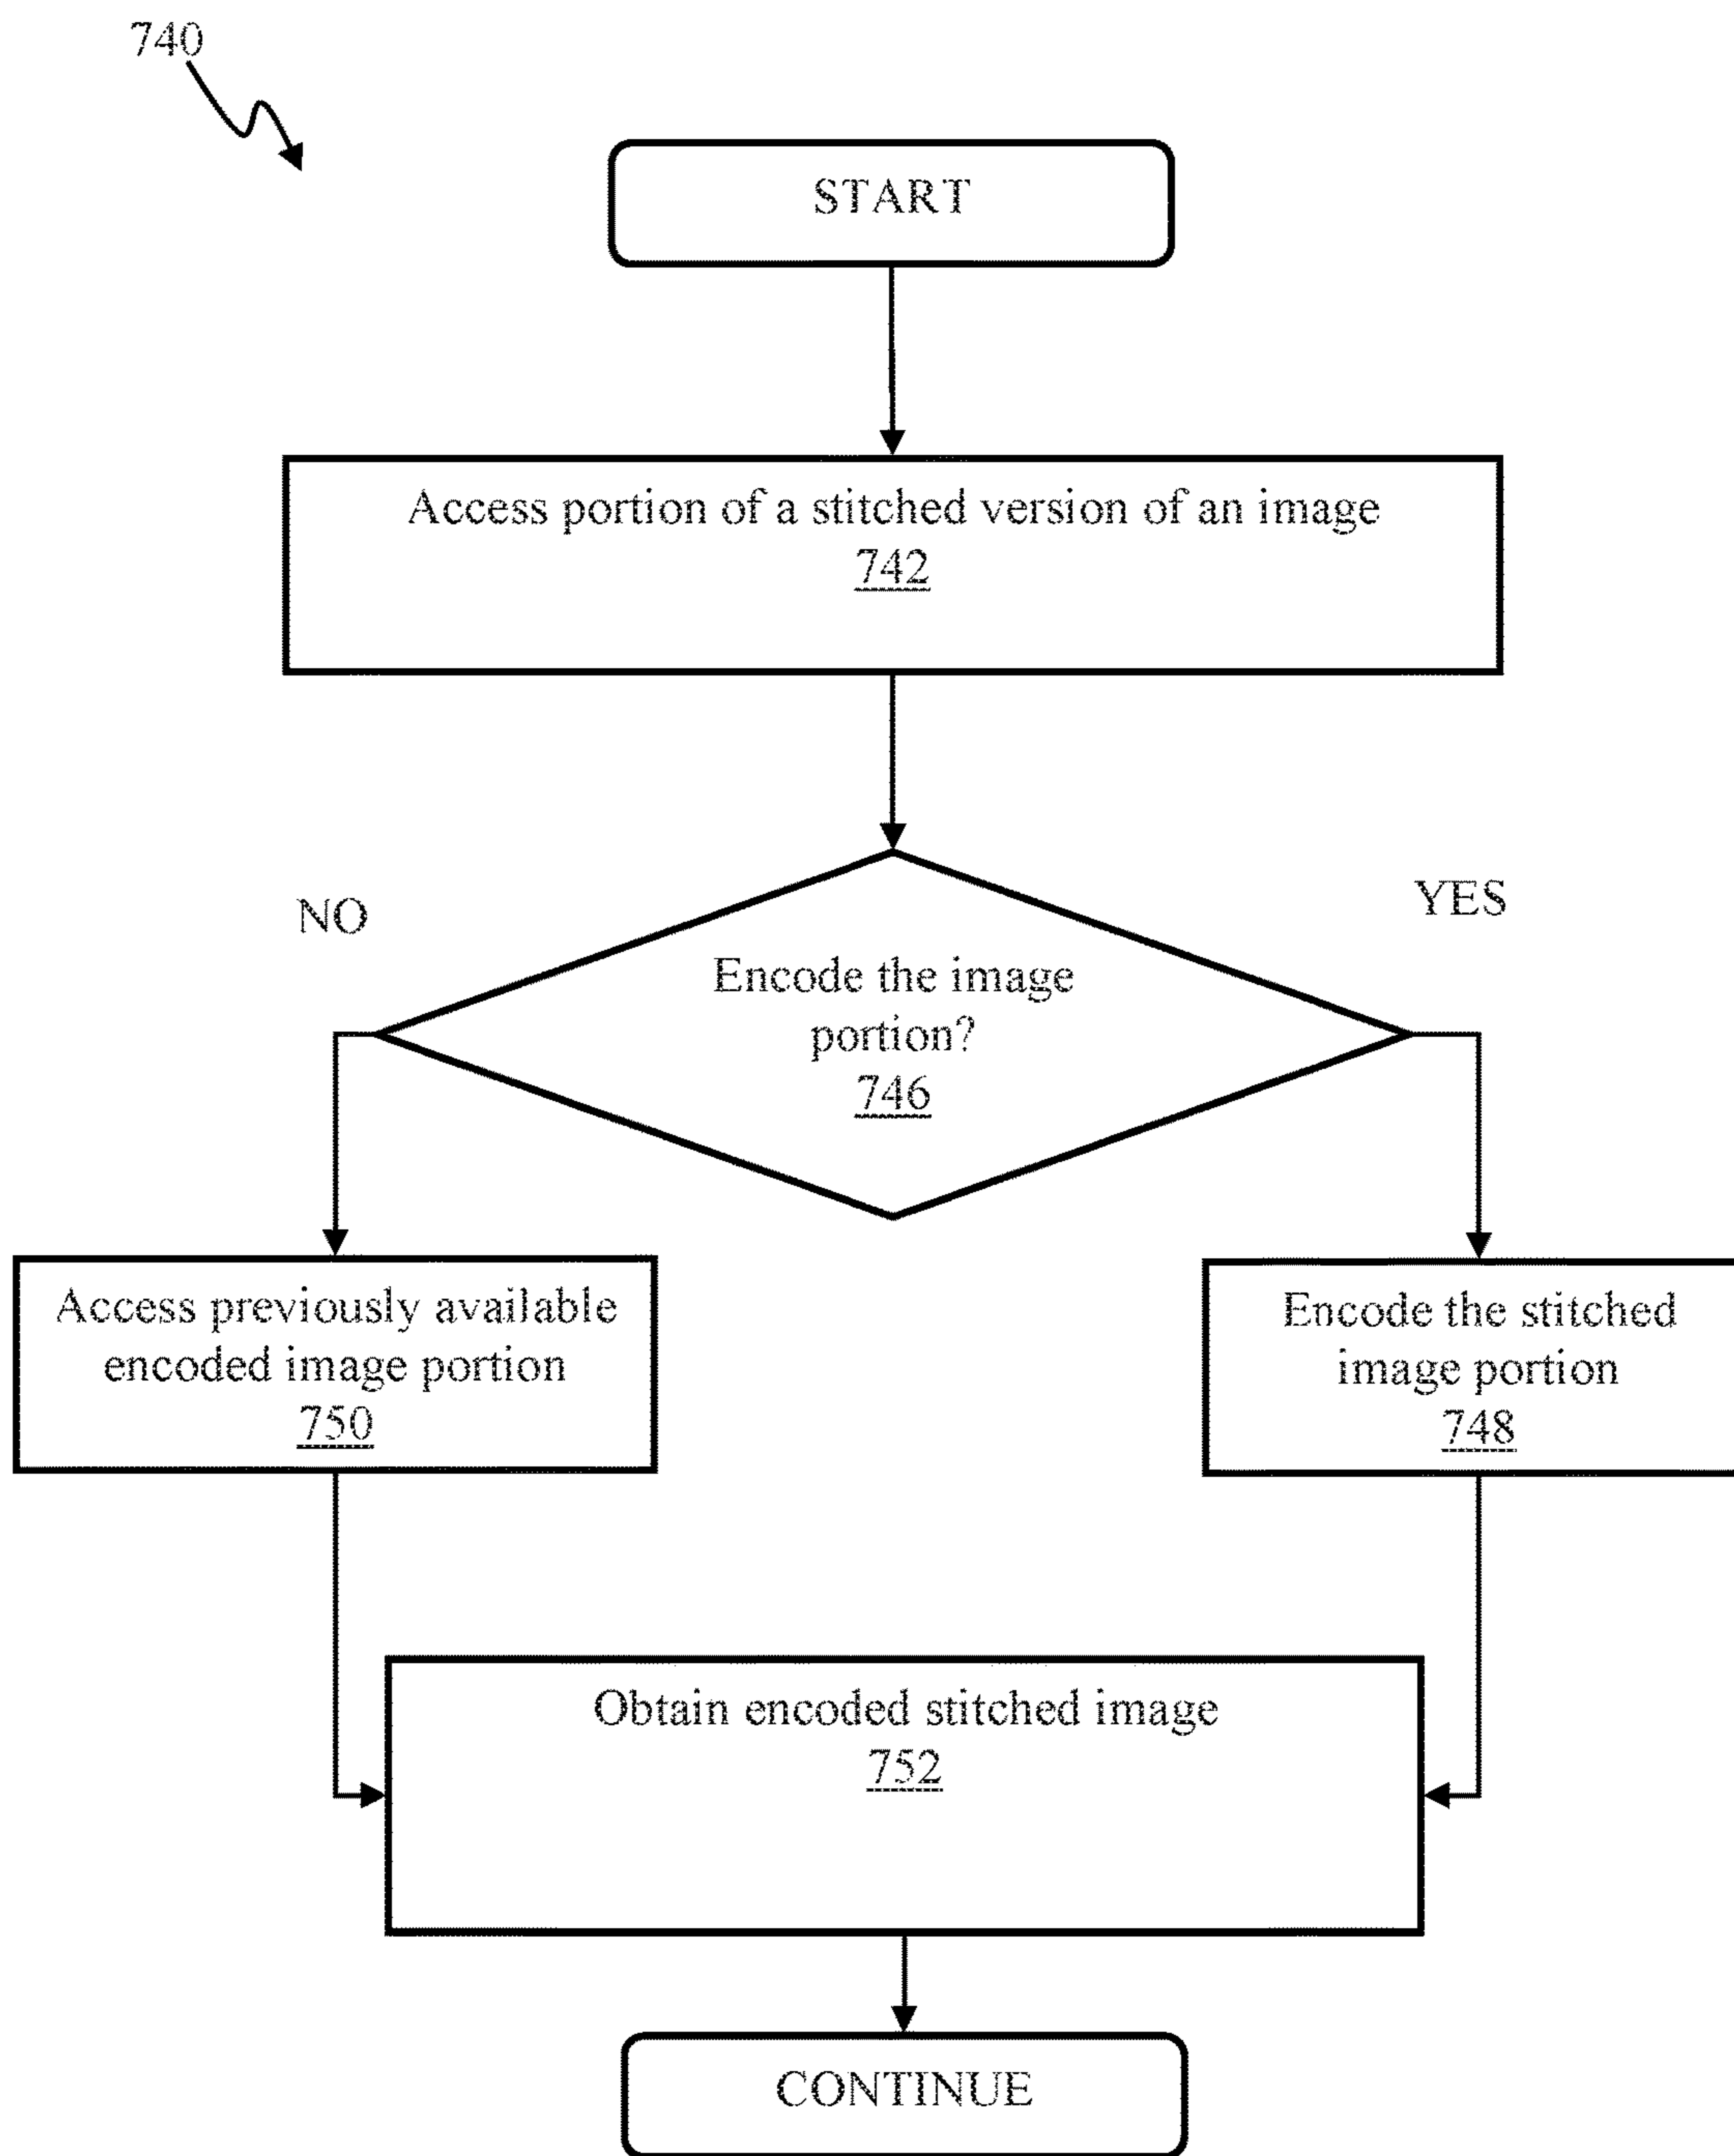 740
START
Access portion of a stitched version of an image
742
NO
YES
Encode the image
portion?
746
Access previously available
encoded image portion
750
Encode the stitched
image portion
748
Obtain encoded stitched image
752
CONTINUE